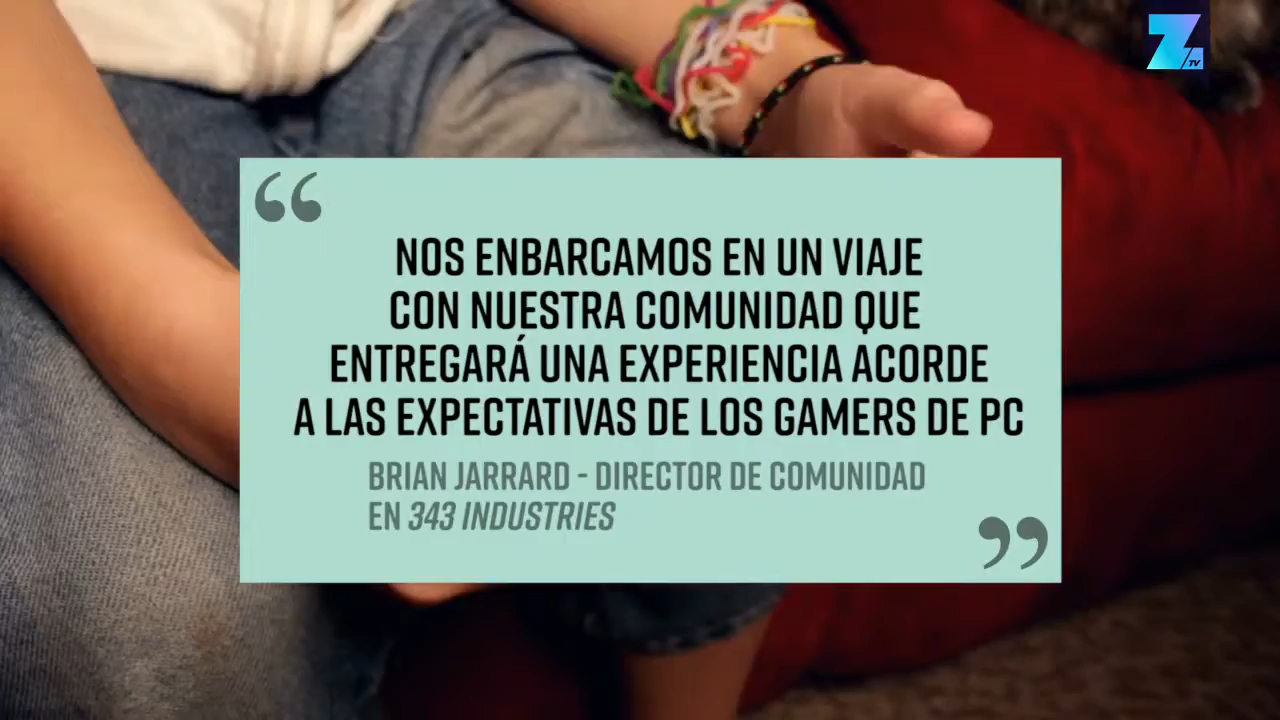 Z TV
“
NOS ENBARCAMOS EN UN VIAJE
CON NUESTRA COMUNIDAD QUE
ENTREGARÁ UNA EXPERIENCIA ACORDE
A LAS EXPECTATIVAS DE LOS GAMERS DE PC
BRIAN JARRARD - DIRECTOR DE COMUNIDAD
EN 343 INDUSTRIES
”